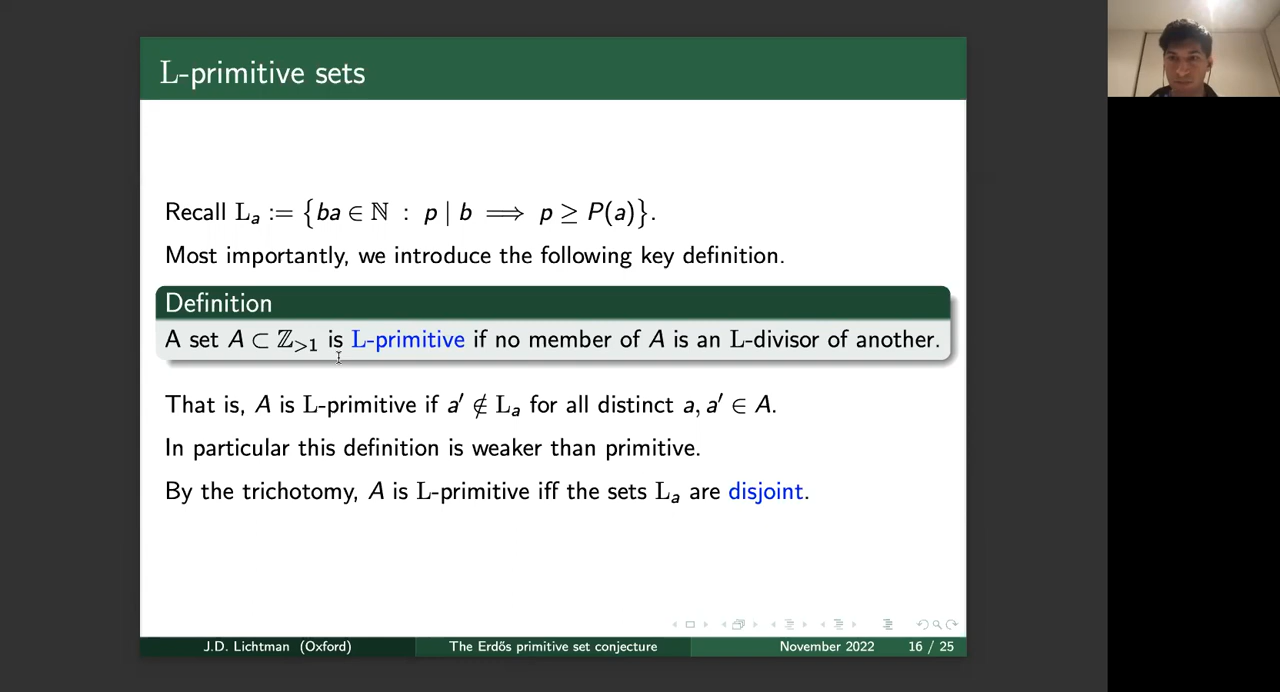 L-primitive sets
Recall Lₐ := {ba ∈ ℕ : p | b ⟹ p ≥ P(a)}.
Most importantly, we introduce the following key definition.
Definition
A set A ⊂ ℤ_{>1} is L-primitive if no member of A is an L-divisor of another.
That is, A is L-primitive if a′ ∉ Lₐ for all distinct a, a′ ∈ A.
In particular this definition is weaker than primitive.
By the trichotomy, A is L-primitive iff the sets Lₐ are disjoint.
J.D. Lichtman (Oxford) The Erdős primitive set conjecture November 2022 16 / 25